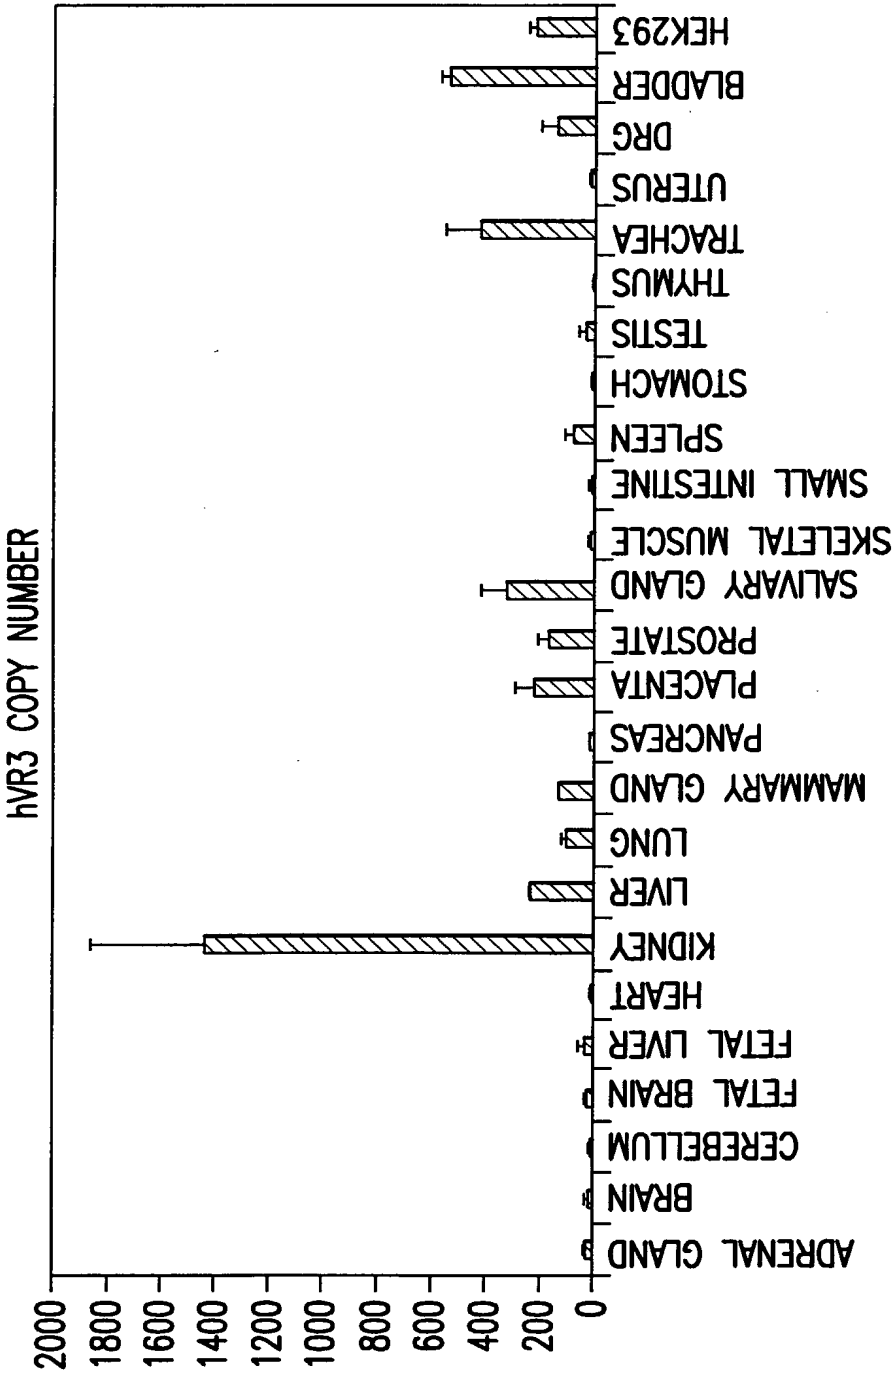 hVR3 COPY NUMBER
2000
1800
1600
1400
1200
1000
800
600
400
200
0
ADRENAL GLAND
BRAIN
CEREBELLUM
FETAL BRAIN
FETAL LIVER
HEART
KIDNEY
LIVER
LUNG
MAMMARY GLAND
PANCREAS
PLACENTA
PROSTATE
SALIVARY GLAND
SKELETAL MUSCLE
SMALL INTESTINE
SPLEEN
STOMACH
TESTIS
THYMUS
TRACHEA
UTERUS
DRG
BLADDER
HEK293